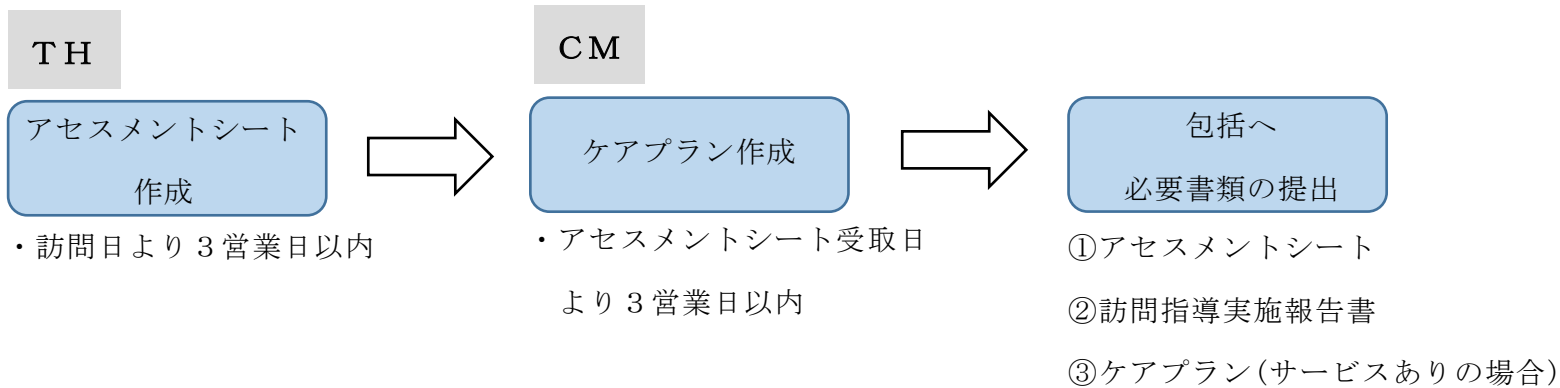 ＴＨ
アセスメントシート
作成
・訪問日より３営業日以内
ＣＭ
ケアプラン作成
・アセスメントシート受取日
より３営業日以内
包括へ
必要書類の提出
①アセスメントシート
②訪問指導実施報告書
③ケアプラン(サービスありの場合)